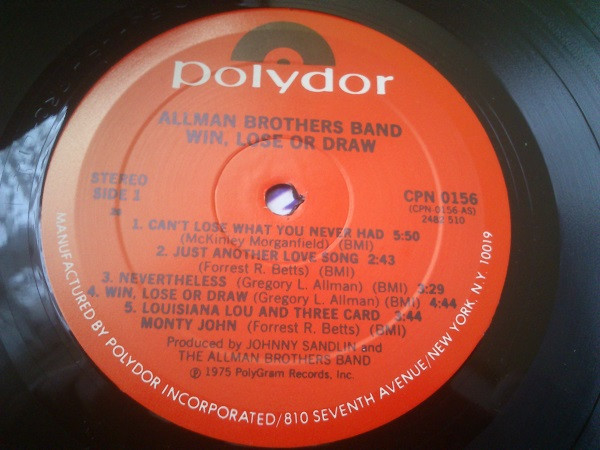 polydor
ALLMAN BROTHERS BAND
WIN, LOSE OR DRAW
STEREO
SIDE 1
CPN 0156
(CPN 0156 AS)
2482 510
1. CAN'T LOSE WHAT YOU NEVER HAD 5:50
(McKinley Morganfield) (BMI)
2. JUST ANOTHER LOVE SONG 2:43
(Forrest R. Betts) (BMI)
3. NEVERTHELESS (Gregory L. Allman) (BMI) 3:29
4. WIN, LOSE OR DRAW (Gregory L. Allman) (BMI) 4:44
5. LOUISIANA LOU AND THREE CARD 3:44
MONTY JOHN (Forrest R. Betts) (BMI)
Produced by JOHNNY SANDLIN and
THE ALLMAN BROTHERS BAND
℗ 1975 PolyGram Records, Inc.
MANUFACTURED BY POLYDOR INCORPORATED/810 SEVENTH AVENUE/NEW YORK. N.Y. 10019